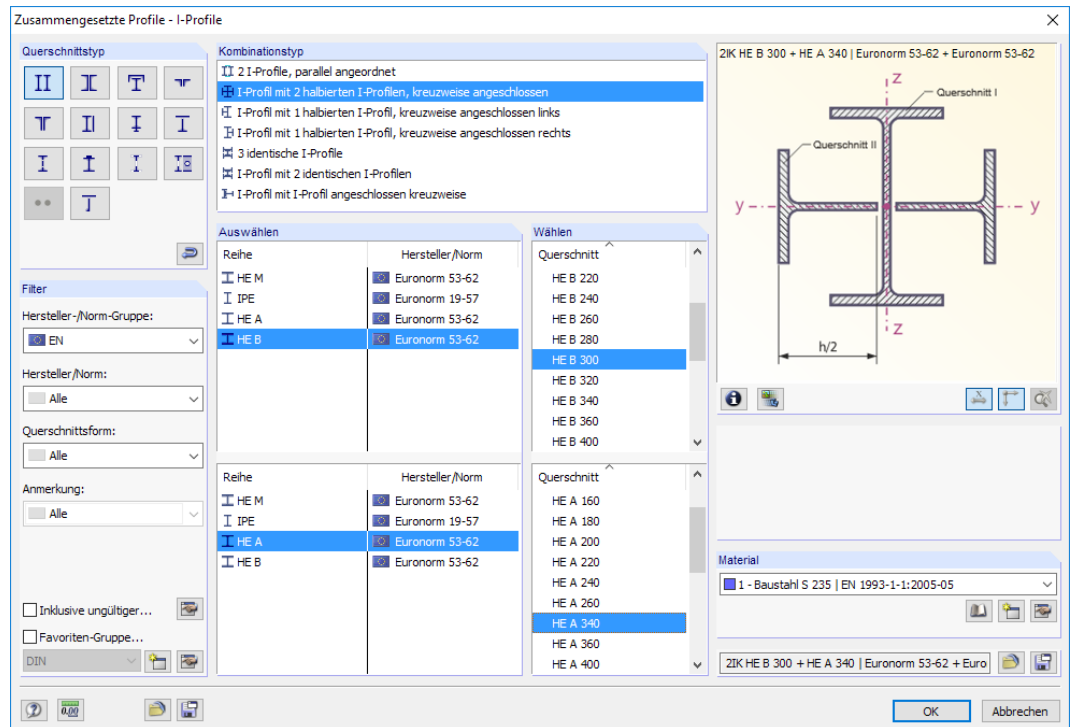 Zusammengesetzte Profile - I-Profile
Querschnittstyp
Kombinationstyp
2 I-Profile, parallel angeordnet
I-Profil mit 2 halbierten I-Profilen, kreuzweise angeschlossen
I-Profil mit 1 halbierten I-Profil, kreuzweise angeschlossen links
I-Profil mit 1 halbierten I-Profil, kreuzweise angeschlossen rechts
3 identische I-Profile
I-Profil mit 2 identischen I-Profilen
I-Profil mit I-Profil angeschlossen kreuzweise
Filter
Hersteller-/Norm-Gruppe:
EN
Hersteller/Norm:
Alle
Querschnittsform:
Alle
Anmerkung:
Alle
Inklusive ungültiger...
Favoriten-Gruppe...
DIN
Auswählen
Reihe Hersteller/Norm
HE M Euronorm 53-62
IPE Euronorm 19-57
HE A Euronorm 53-62
HE B Euronorm 53-62
Wählen
Querschnitt
HE B 220
HE B 240
HE B 260
HE B 280
HE B 300
HE B 320
HE B 340
HE B 360
HE B 400
Reihe Hersteller/Norm
HE M Euronorm 53-62
IPE Euronorm 19-57
HE A Euronorm 53-62
HE B Euronorm 53-62
Querschnitt
HE A 160
HE A 180
HE A 200
HE A 220
HE A 240
HE A 260
HE A 340
HE A 360
HE A 400
2IK HE B 300 + HE A 340 | Euronorm 53-62 + Euronorm 53-62
z
Querschnitt I
Querschnitt II
y
y
z
h/2
Material
1 - Baustahl S 235 | EN 1993-1-1:2005-05
2IK HE B 300 + HE A 340 | Euronorm 53-62 + Euro
0.00
OK
Abbrechen